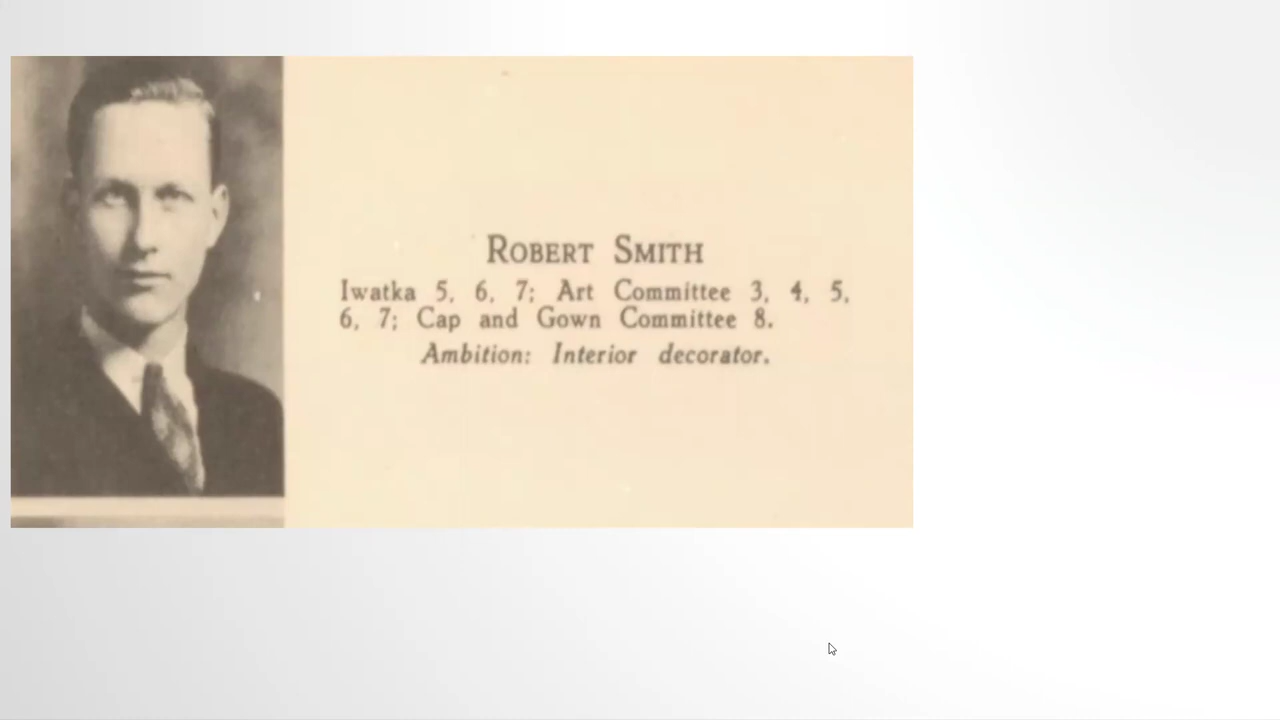 Robert Smith
Iwatka 5, 6, 7; Art Committee 3, 4, 5,
6, 7; Cap and Gown Committee 8.
Ambition: Interior decorator.